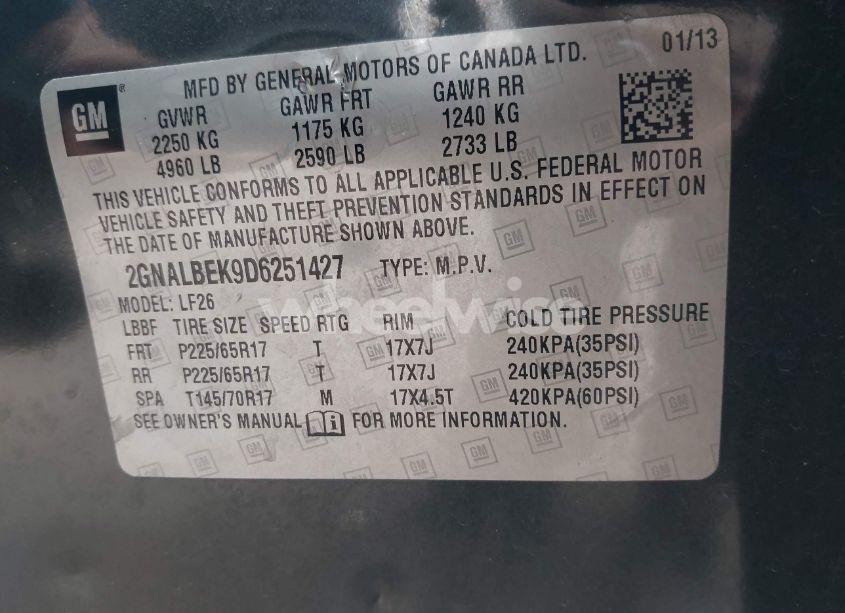 MFD BY GENERAL MOTORS OF CANADA LTD. 01/13
GM ®
GVWR GAWR FRT GAWR RR
2250 KG 1175 KG 1240 KG
4960 LB 2590 LB 2733 LB
THIS VEHICLE CONFORMS TO ALL APPLICABLE U.S. FEDERAL MOTOR
VEHICLE SAFETY AND THEFT PREVENTION STANDARDS IN EFFECT ON
THE DATE OF MANUFACTURE SHOWN ABOVE.
2GNALBEK9D6251427 TYPE: M.P.V.
MODEL: LF26
wheelwise
LBBF TIRE SIZE SPEED RTG RIM COLD TIRE PRESSURE
FRT P225/65R17 T 17X7J 240KPA(35PSI)
RR P225/65R17 T 17X7J 240KPA(35PSI)
SPA T145/70R17 M 17X4.5T 420KPA(60PSI)
SEE OWNER'S MANUAL FOR MORE INFORMATION.